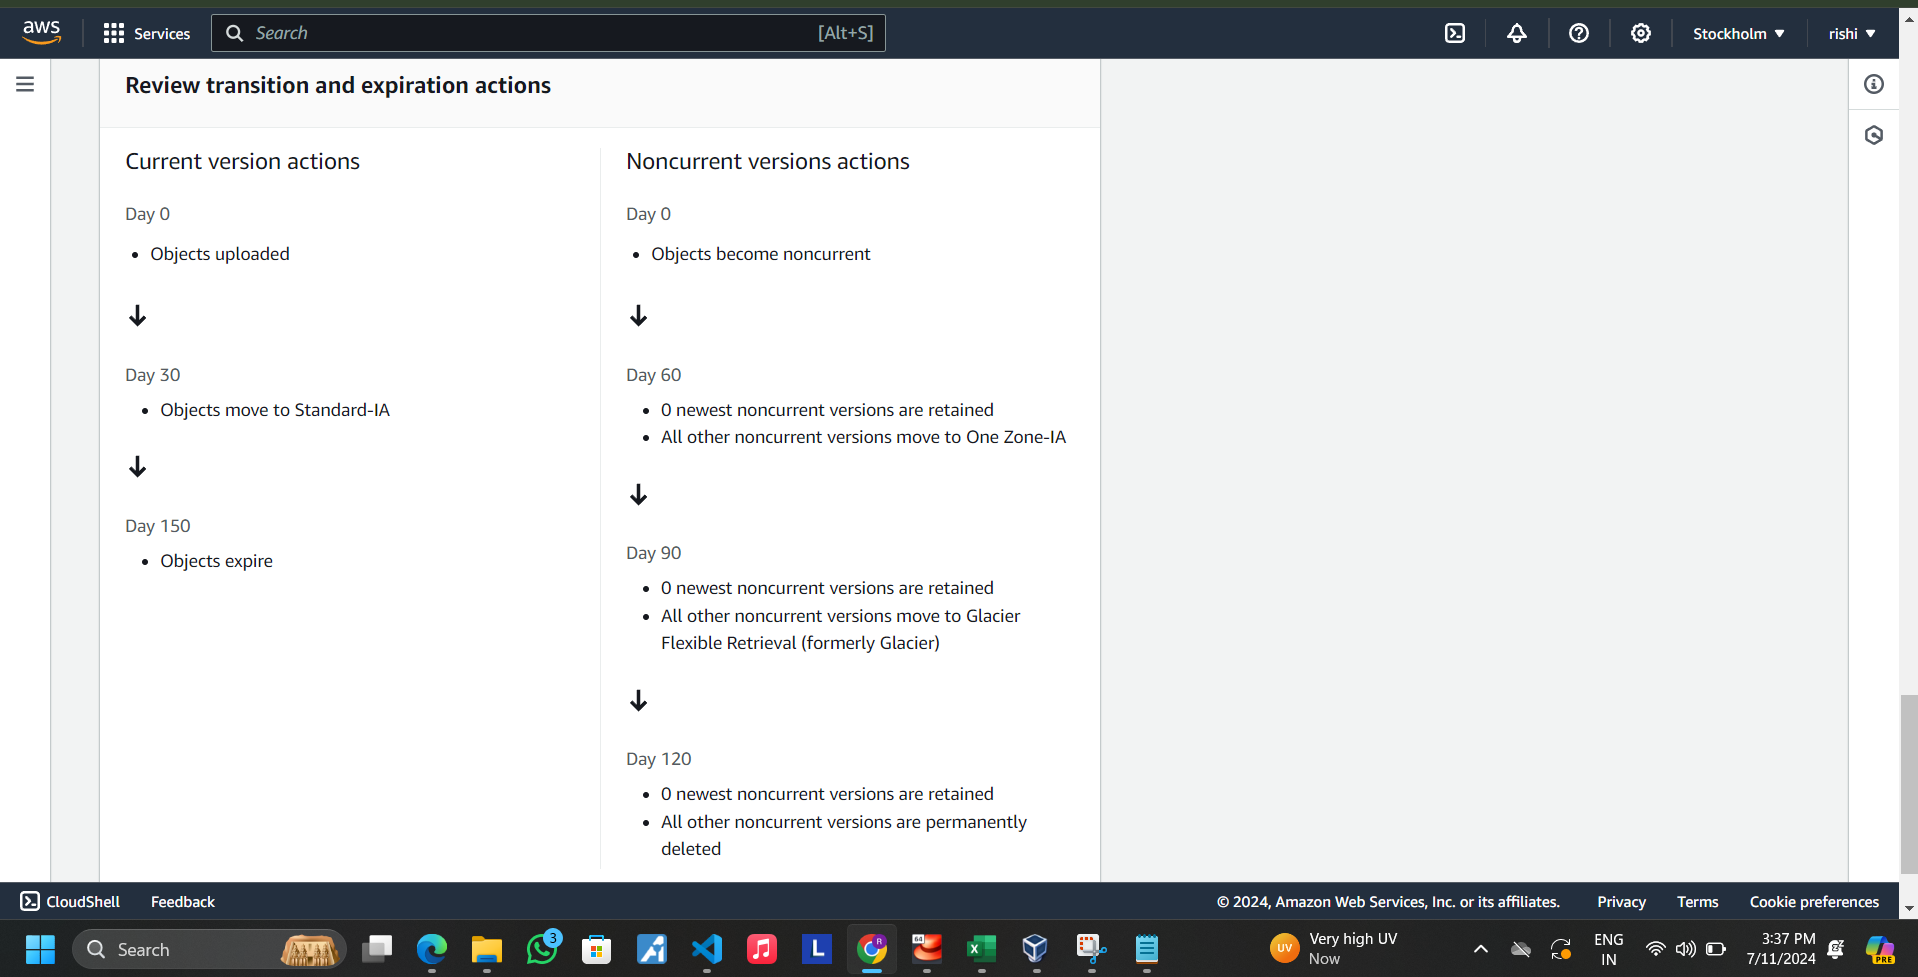 aws
Services
Search
[Alt+S]
Stockholm
rishi
Review transition and expiration actions
Current version actions
Day 0
Objects uploaded
Day 30
Objects move to Standard-IA
Day 150
Objects expire
Noncurrent versions actions
Day 0
Objects become noncurrent
Day 60
0 newest noncurrent versions are retained
All other noncurrent versions move to One Zone-IA
Day 90
0 newest noncurrent versions are retained
All other noncurrent versions move to Glacier
Flexible Retrieval (formerly Glacier)
Day 120
0 newest noncurrent versions are retained
All other noncurrent versions are permanently
deleted
CloudShell
Feedback
© 2024, Amazon Web Services, Inc. or its affiliates.
Privacy
Terms
Cookie preferences
Search
3
L
R
64
X
UV
Very high UV
Now
ENG
IN
3:37 PM
7/11/2024
PRE